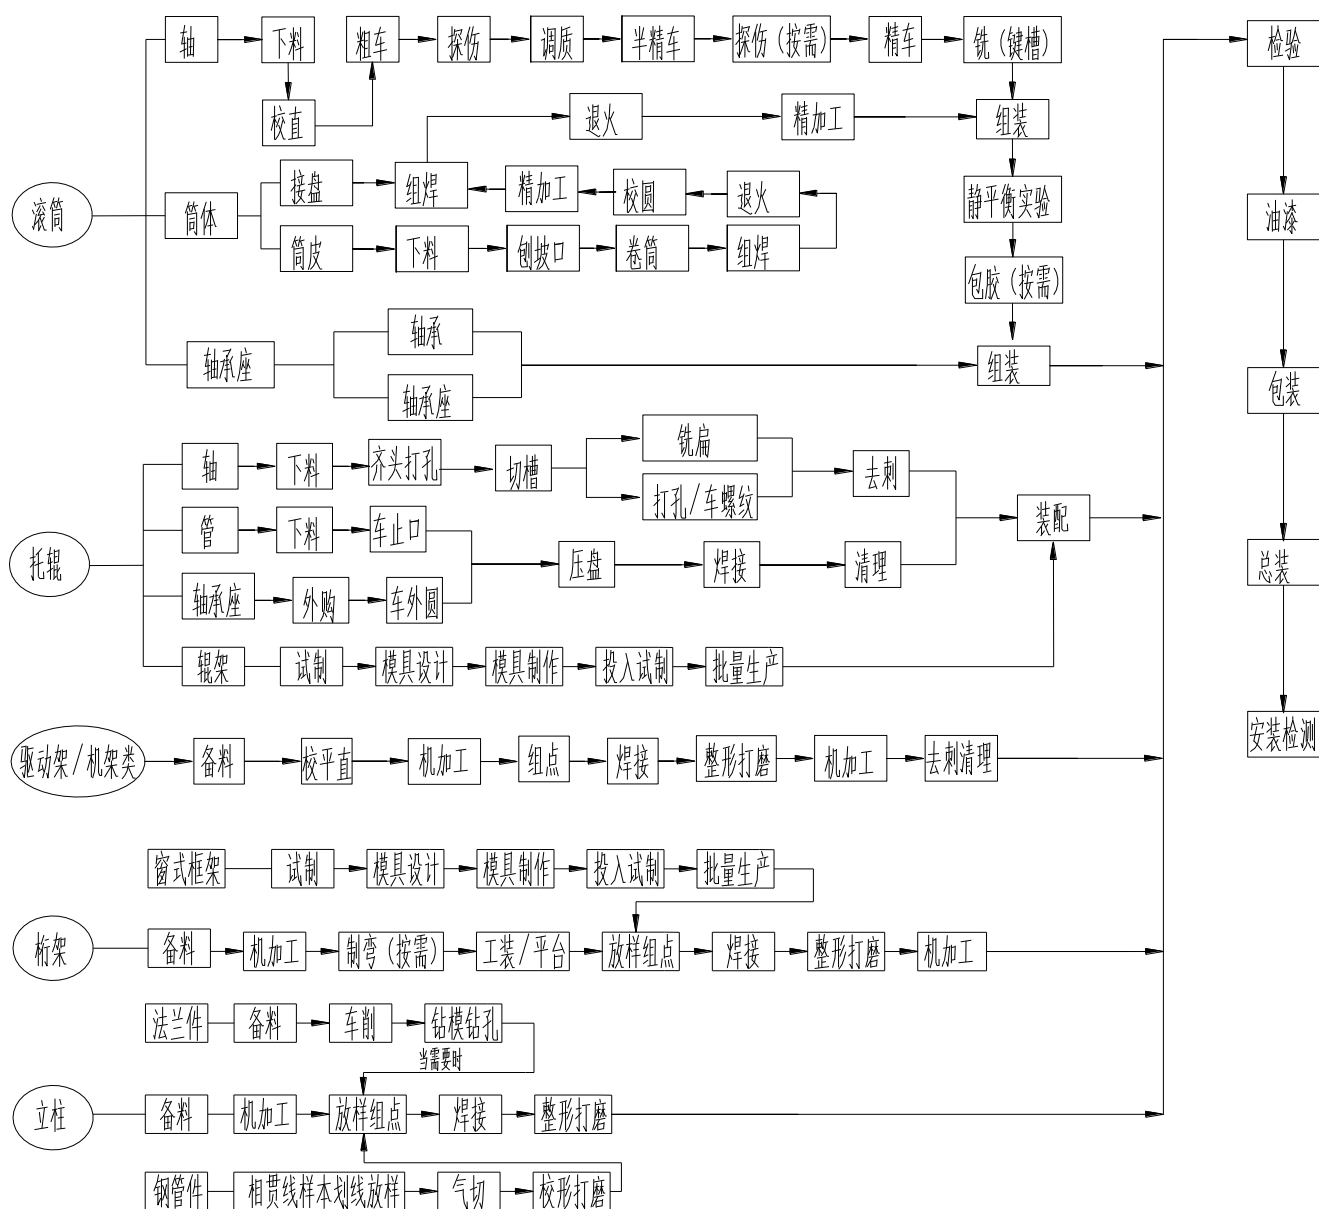 轴 下料 粗车 探伤 调质 半精车 探伤（按需） 精车 铣（键槽） 检验
校直 退火 精加工 组装
接盘 组焊 精加工 校圆 退火 静平衡实验
滚筒 筒体 油漆
筒皮 下料 刨坡口 卷筒 组焊
包胶（按需）
轴承
轴承座 组装 包装
轴承座
铣扁
轴 下料 齐头打孔 切槽 去刺
打孔/车螺纹
管 下料 车止口 装配
托辊 压盘 焊接 清理 总装
轴承座 外购 车外圆
辊架 试制 模具设计 模具制作 投入试制 批量生产
安装检测
驱动架/机架类 备料 校平直 机加工 组点 焊接 整形打磨 机加工 去刺清理
窗式框架 试制 模具设计 模具制作 投入试制 批量生产
桁架 备料 机加工 制弯（按需） 工装/平台 放样组点 焊接 整形打磨 机加工
法兰件 备料 车削 钻模钻孔
当需要时
立柱 备料 机加工 放样组点 焊接 整形打磨
钢管件 相贯线样本划线放样 气切 校形打磨